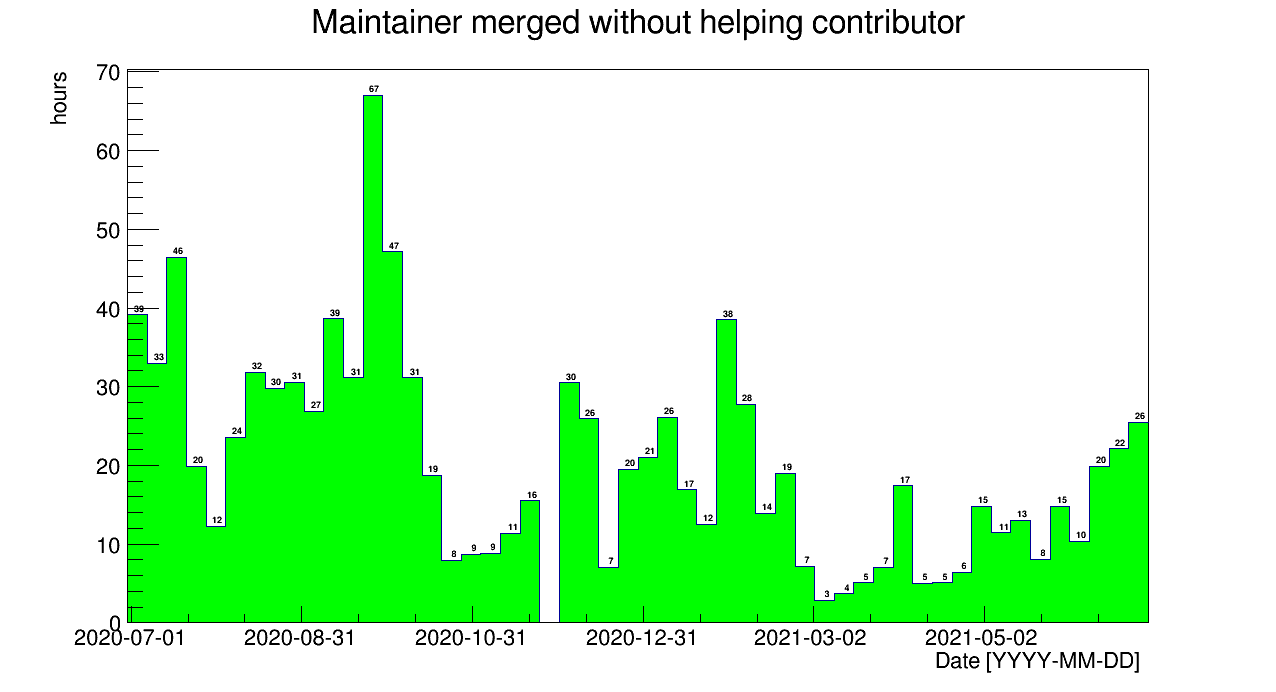 Maintainer merged without helping contributor
hours
70
60
50
40
30
20
10
0
39 33 46 20 12 24 32 30 31 27 39 31 67 47 31 19 8 9 9 11 16 30 26 7 20 21 26 17 12 38 28 14 19 7 3 4 5 7 17 5 5 6 15 11 13 8 15 10 20 22 26
2020-07-01 2020-08-31 2020-10-31 2020-12-31 2021-03-02 2021-05-02
Date [YYYY-MM-DD]